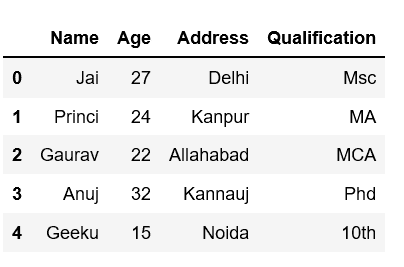 Name Age Address Qualification
0 Jai 27 Delhi Msc
1 Princi 24 Kanpur MA
2 Gaurav 22 Allahabad MCA
3 Anuj 32 Kannauj Phd
4 Geeku 15 Noida 10th